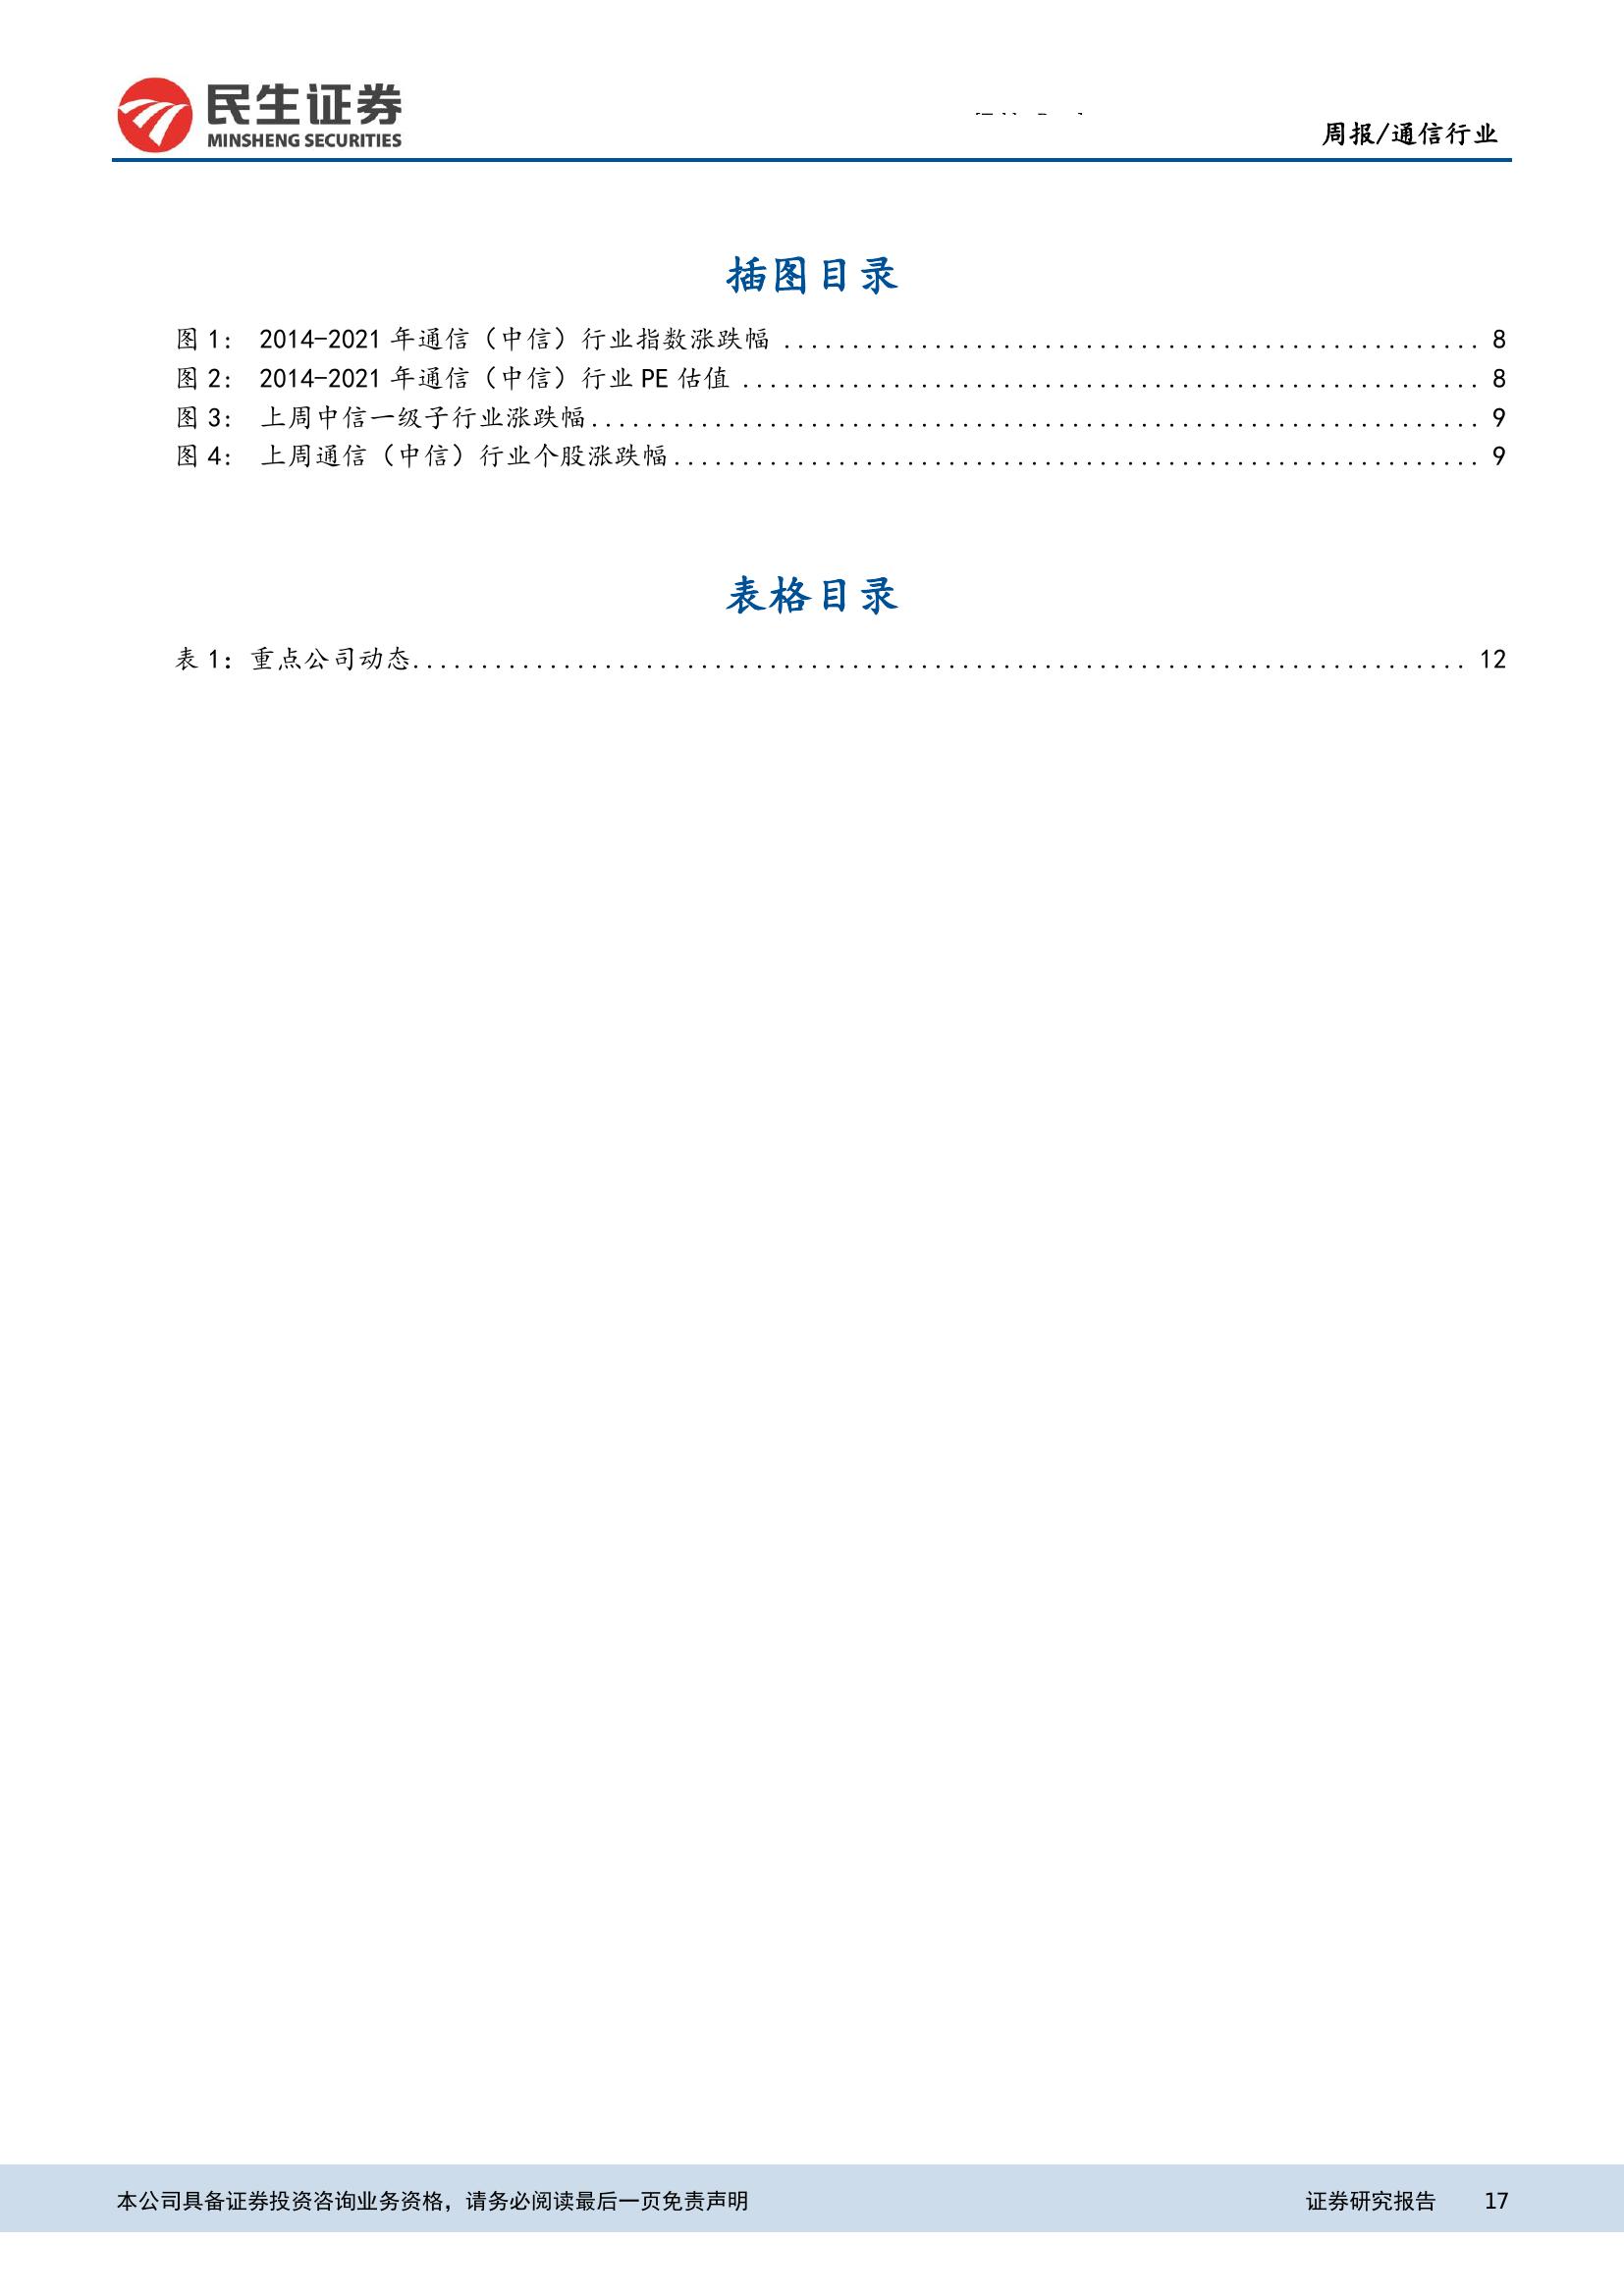 民生证券
MINSHENG SECURITIES
周报/通信行业
插图目录
图 1： 2014-2021 年通信（中信）行业指数涨跌幅 .................................................. 8
图 2： 2014-2021 年通信（中信）行业 PE 估值 ..................................................... 8
图 3： 上周中信一级子行业涨跌幅................................................................. 9
图 4： 上周通信（中信）行业个股涨跌幅........................................................... 9
表格目录
表 1：重点公司动态............................................................................. 12
本公司具备证券投资咨询业务资格，请务必阅读最后一页免责声明 证券研究报告 17